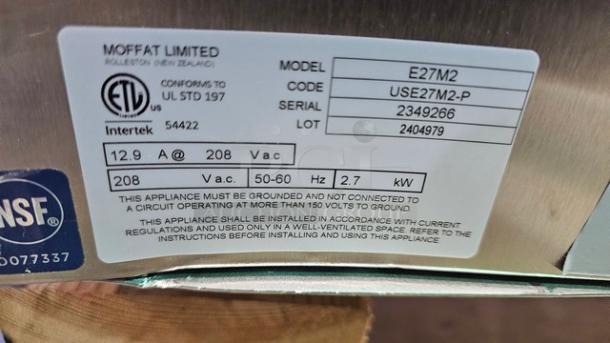 MOFFAT LIMITED
ROLLESTON (NEW ZEALAND)
ETL
US
LISTED
Intertek
CONFORMS TO
UL STD 197
54422
MODEL E27M2
CODE USE27M2-P
SERIAL 2349266
LOT 2404979
12.9 A@ 208 V a.c.
208 V a.c. 50-60 Hz 2.7 kW
THIS APPLIANCE MUST BE GROUNDED AND NOT CONNECTED TO
A CIRCUIT OPERATING AT MORE THAN 150 VOLTS TO GROUND.
THIS APPLIANCE SHALL BE INSTALLED IN ACCORDANCE WITH CURRENT
REGULATIONS AND USED ONLY IN A WELL-VENTILATED SPACE. REFER TO THE
INSTRUCTIONS BEFORE INSTALLING AND USING THIS APPLIANCE
NSF®
0077337